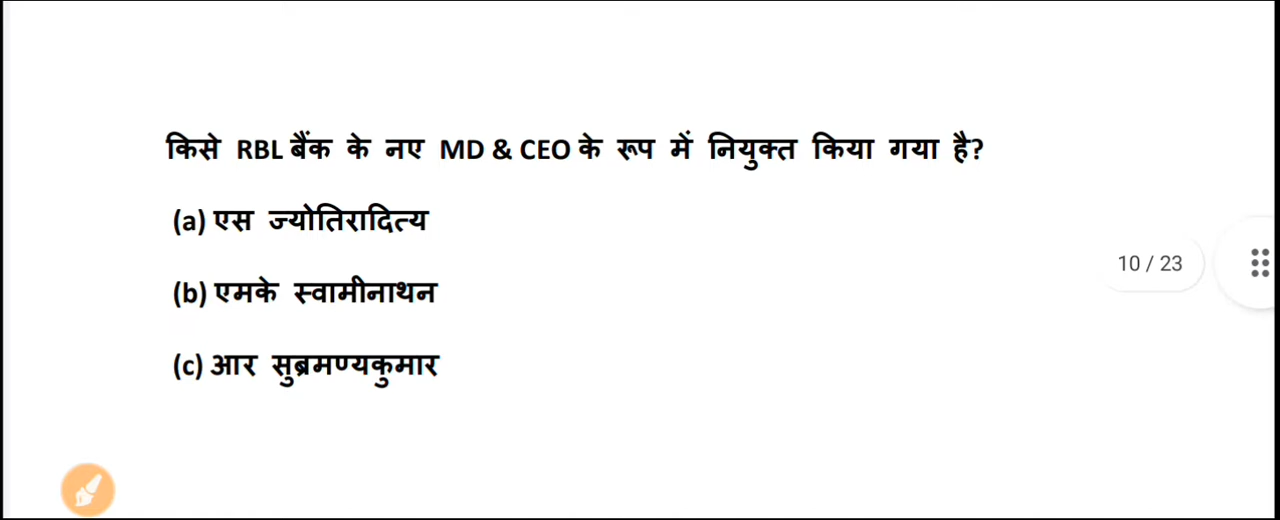 किसे RBL बैंक के नए MD & CEO के रूप में नियुक्त किया गया है?
(a) एस ज्योतिरादित्य
10 / 23
(b) एमके स्वामीनाथन
(c) आर सुब्रमण्यकुमार